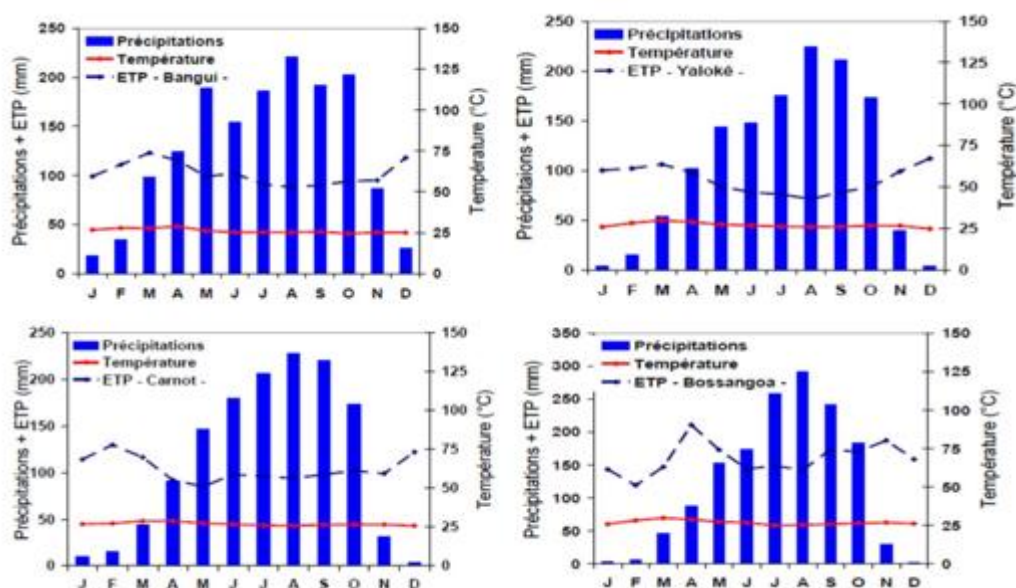 Précipitations + ETP (mm)
250
200
150
100
50
0
Précipitations
Température
ETP - Bangui -
150
125
100
75
50
25
0
Température (°C)
J F M A M J J A S O N D
Précipitaions + ETP (mm)
250
200
150
100
50
0
Précipitations
Température
ETP - Yaloké -
150
125
100
75
50
25
0
Température (°C)
J F M A M J J A S O N D
Précipitations + ETP (mm)
250
200
150
100
50
0
Précipitations
Température
ETP - Carnot -
150
125
100
75
50
25
0
Température (°C)
J F M A M J J A S O N D
Précipitations + ETP (mm)
350
300
250
200
150
100
50
0
Précipitations
Température
ETP - Bossangoa -
150
125
100
75
50
25
0
Température (°C)
J F M A M J J A S O N D